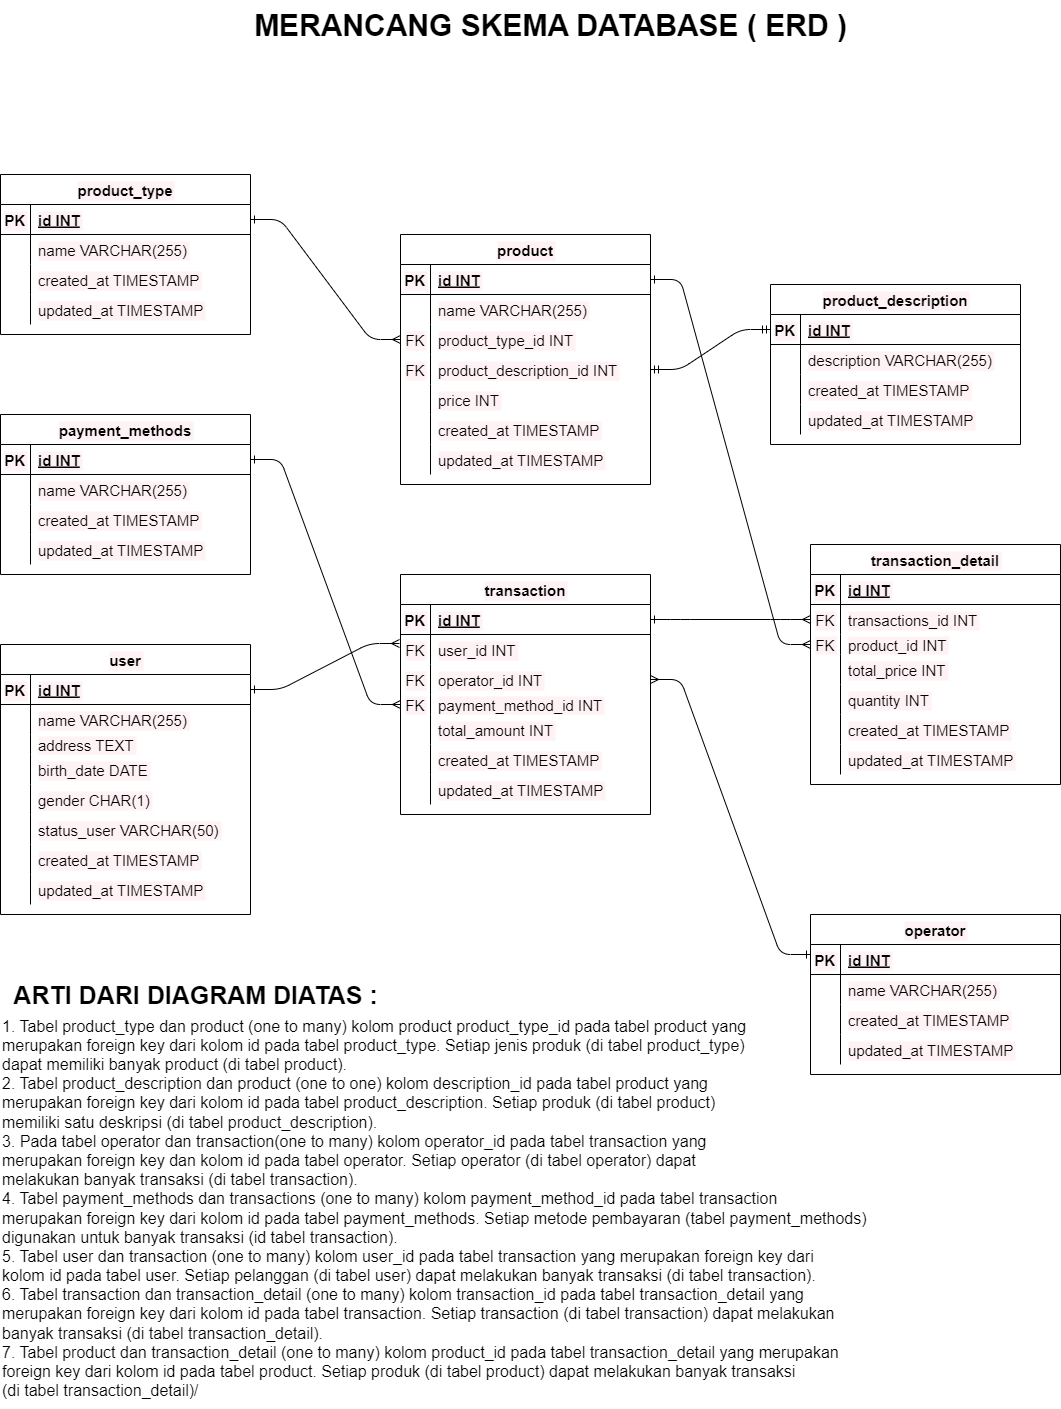 MERANCANG SKEMA DATABASE ( ERD )
product_type
PK id INT
name VARCHAR(255)
created_at TIMESTAMP
updated_at TIMESTAMP
product
PK id INT
name VARCHAR(255)
FK product_type_id INT
FK product_description_id INT
price INT
created_at TIMESTAMP
updated_at TIMESTAMP
product_description
PK id INT
description VARCHAR(255)
created_at TIMESTAMP
updated_at TIMESTAMP
payment_methods
PK id INT
name VARCHAR(255)
created_at TIMESTAMP
updated_at TIMESTAMP
transaction
PK id INT
FK user_id INT
FK operator_id INT
FK payment_method_id INT
total_amount INT
created_at TIMESTAMP
updated_at TIMESTAMP
transaction_detail
PK id INT
FK transactions_id INT
FK product_id INT
total_price INT
quantity INT
created_at TIMESTAMP
updated_at TIMESTAMP
user
PK id INT
name VARCHAR(255)
address TEXT
birth_date DATE
gender CHAR(1)
status_user VARCHAR(50)
created_at TIMESTAMP
updated_at TIMESTAMP
operator
PK id INT
name VARCHAR(255)
created_at TIMESTAMP
updated_at TIMESTAMP
ARTI DARI DIAGRAM DIATAS :
1. Tabel product_type dan product (one to many) kolom product product_type_id pada tabel product yang
merupakan foreign key dari kolom id pada tabel product_type. Setiap jenis produk (di tabel product_type)
dapat memiliki banyak product (di tabel product).
2. Tabel product_description dan product (one to one) kolom description_id pada tabel product yang
merupakan foreign key dari kolom id pada tabel product_description. Setiap produk (di tabel product)
memiliki satu deskripsi (di tabel product_description).
3. Pada tabel operator dan transaction(one to many) kolom operator_id pada tabel transaction yang
merupakan foreign key dan kolom id pada tabel operator. Setiap operator (di tabel operator) dapat
melakukan banyak transaksi (di tabel transaction).
4. Tabel payment_methods dan transactions (one to many) kolom payment_method_id pada tabel transaction
merupakan foreign key dari kolom id pada tabel payment_methods. Setiap metode pembayaran (tabel payment_methods)
digunakan untuk banyak transaksi (id tabel transaction).
5. Tabel user dan transaction (one to many) kolom user_id pada tabel transaction yang merupakan foreign key dari
kolom id pada tabel user. Setiap pelanggan (di tabel user) dapat melakukan banyak transaksi (di tabel transaction).
6. Tabel transaction dan transaction_detail (one to many) kolom transaction_id pada tabel transaction_detail yang
merupakan foreign key dari kolom id pada tabel transaction. Setiap transaction (di tabel transaction) dapat melakukan
banyak transaksi (di tabel transaction_detail).
7. Table product dan transaction_detail (one to many) kolom product_id pada tabel transaction_detail yang merupakan
foreign key dari kolom id pada tabel product. Setiap produk (di tabel product) dapat melakukan banyak transaksi
(di tabel transaction_detail)/